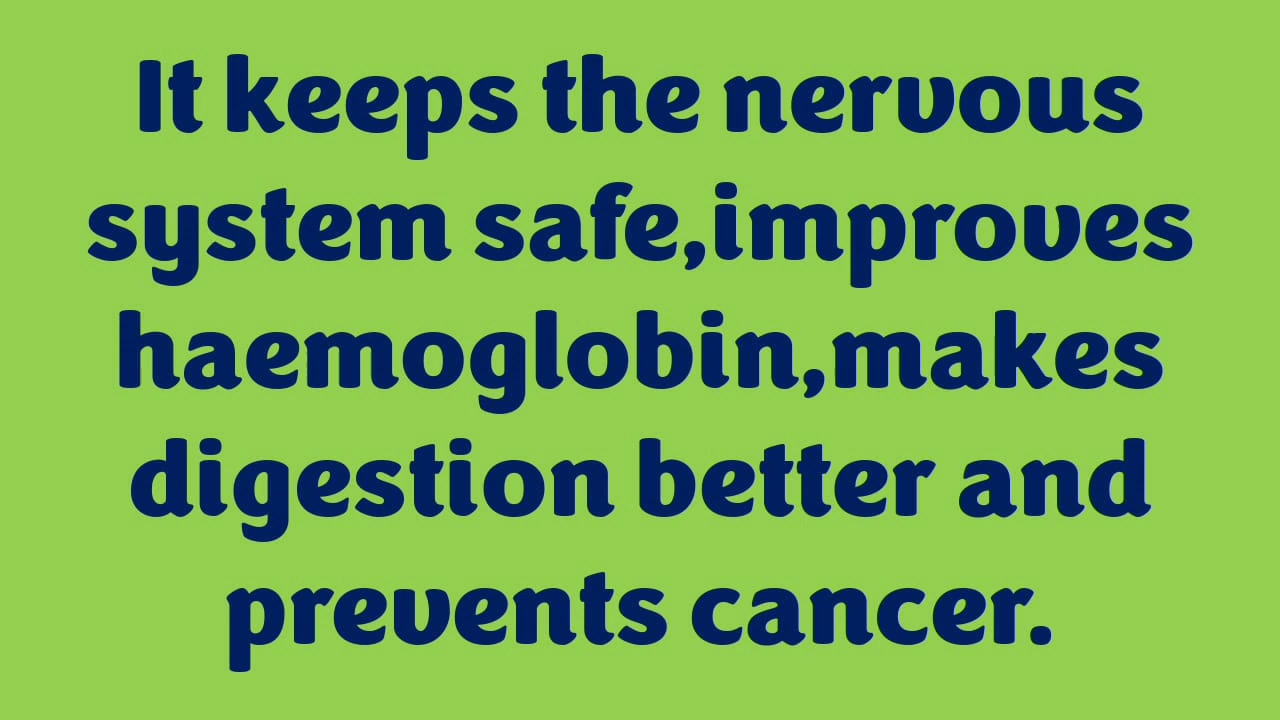 It keeps the nervous
system safe,improves
haemoglobin,makes
digestion better and
prevents cancer.